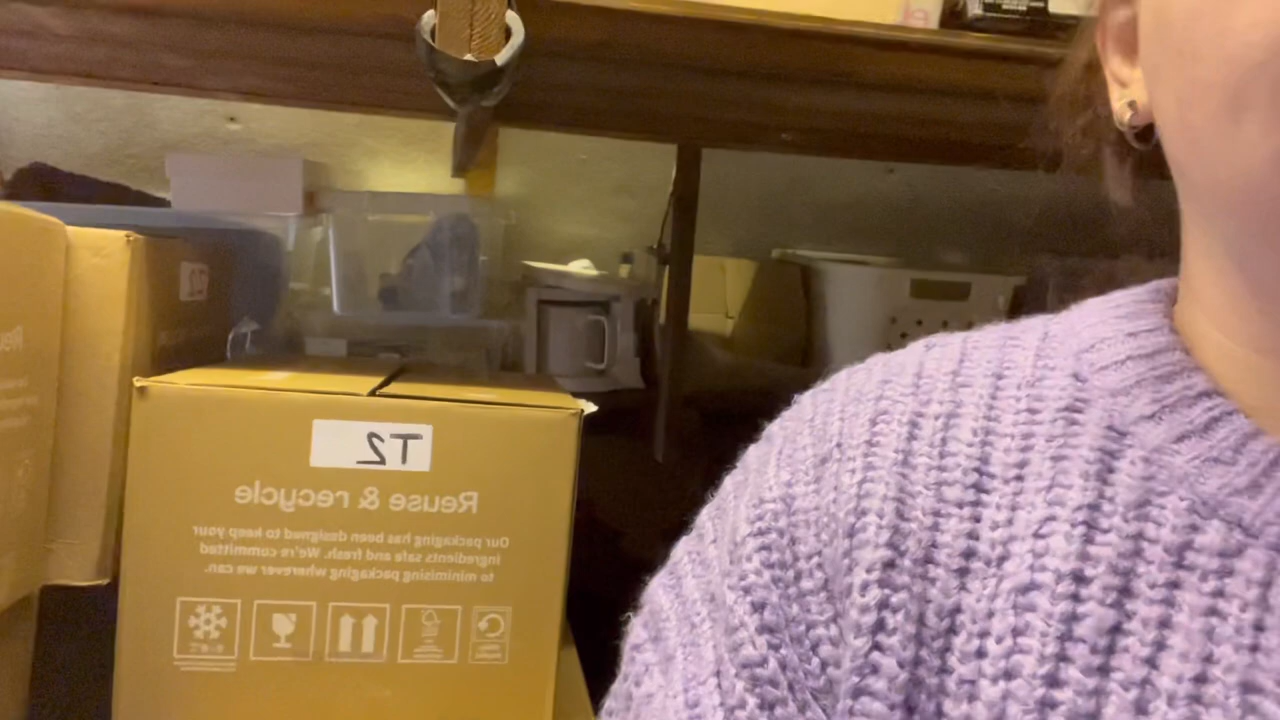 T2
Reuse & recycle
Our packaging has been designed to keep your
ingredients safe and fresh. We're committed
to minimising packaging wherever we can.